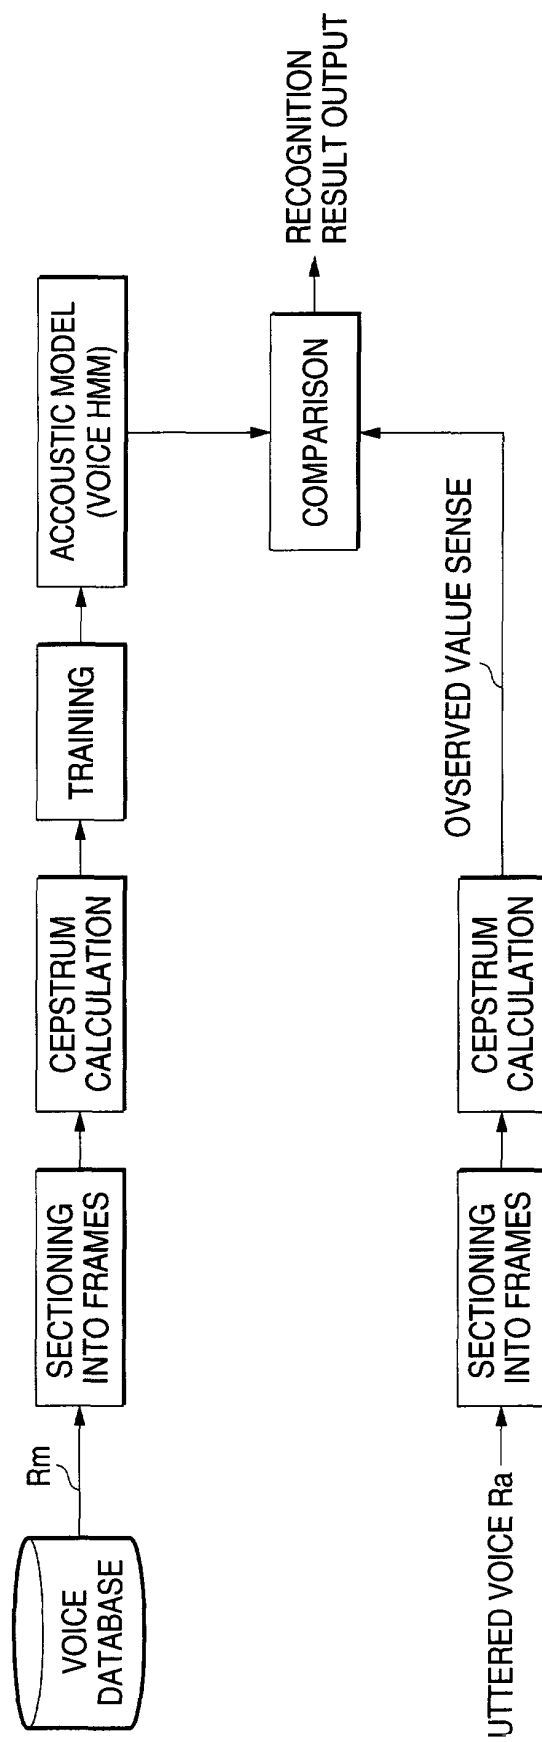 VOICE
DATABASE
Rm
SECTIONING
INTO FRAMES
CEPSTRUM
CALCULATION
TRAINING
ACCOUSTIC MODEL
(VOICE HMM)
COMPARISON
RECOGNITION
RESULT OUTPUT
UTTERED VOICE Ra
SECTIONING
INTO FRAMES
CEPSTRUM
CALCULATION
OVSERVED VALUE SENSE